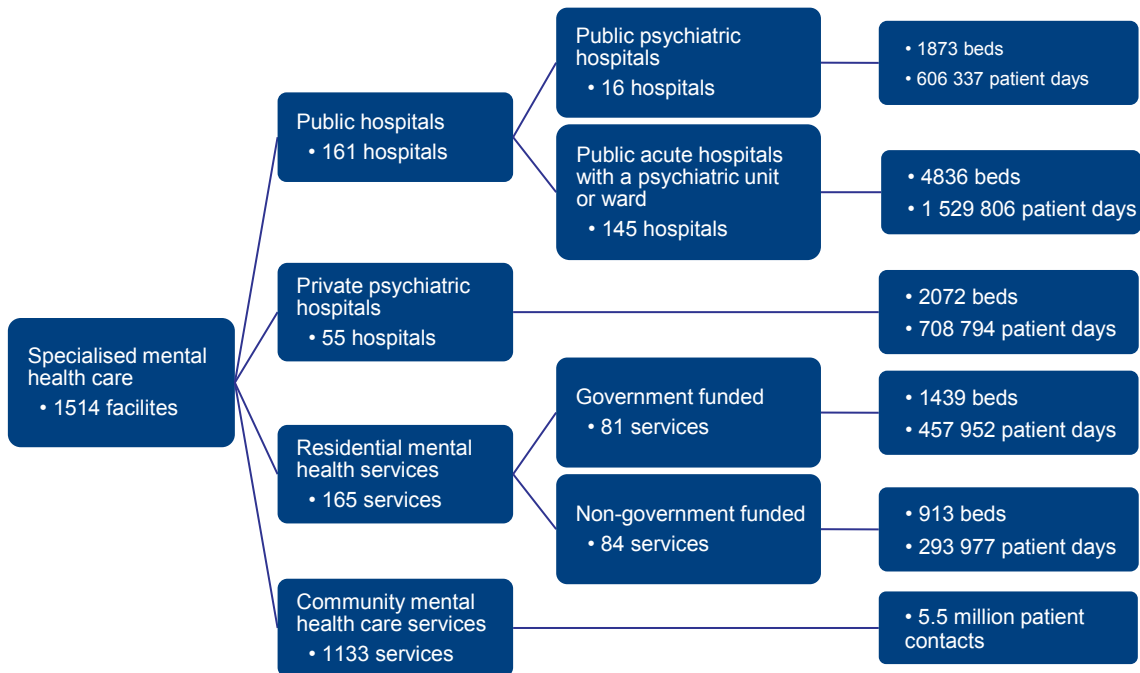 Specialised mental
health care
• 1514 facilites
Public hospitals
• 161 hospitals
Public psychiatric
hospitals
• 16 hospitals
• 1873 beds
• 606 337 patient days
Public acute hospitals
with a psychiatric unit
or ward
• 145 hospitals
• 4836 beds
• 1 529 806 patient days
Private psychiatric
hospitals
• 55 hospitals
• 2072 beds
• 708 794 patient days
Residential mental
health services
• 165 services
Government funded
• 81 services
• 1439 beds
• 457 952 patient days
Non-government funded
• 84 services
• 913 beds
• 293 977 patient days
Community mental
health care services
• 1133 services
• 5.5 million patient
contacts